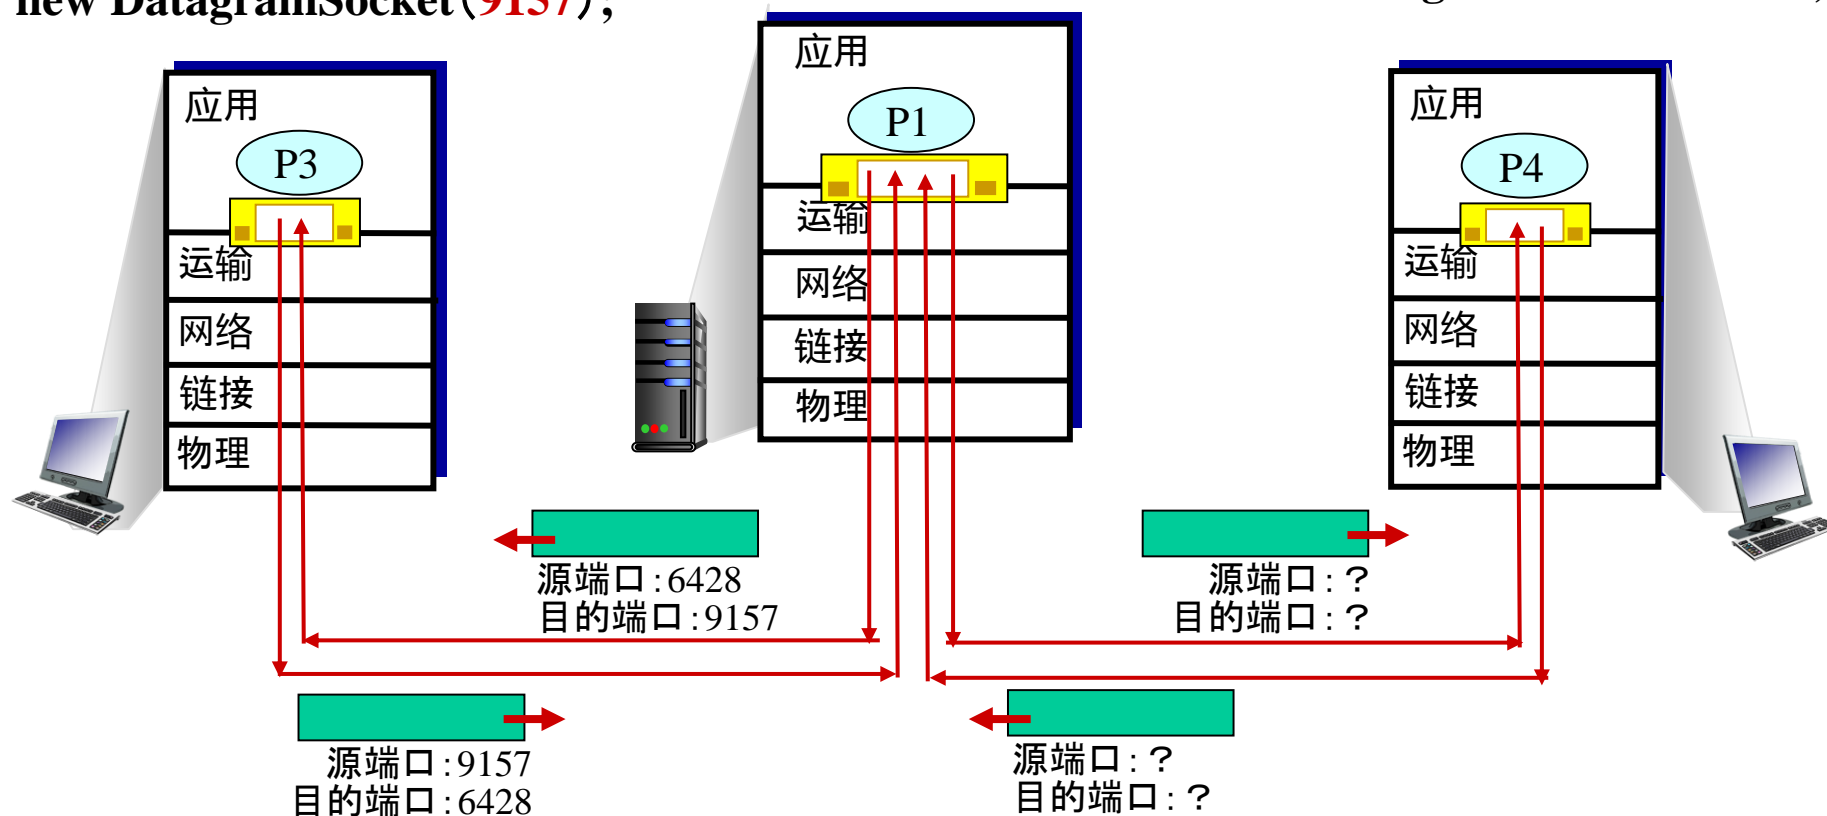 new DatagramSocket(9157);
应用
P3
运输
网络
链接
物理
应用
P1
运输
网络
链接
物理
应用
P4
运输
网络
链接
物理
源端口:6428
目的端口:9157
源端口:?
目的端口:?
源端口:9157
目的端口:6428
源端口:?
目的端口:?